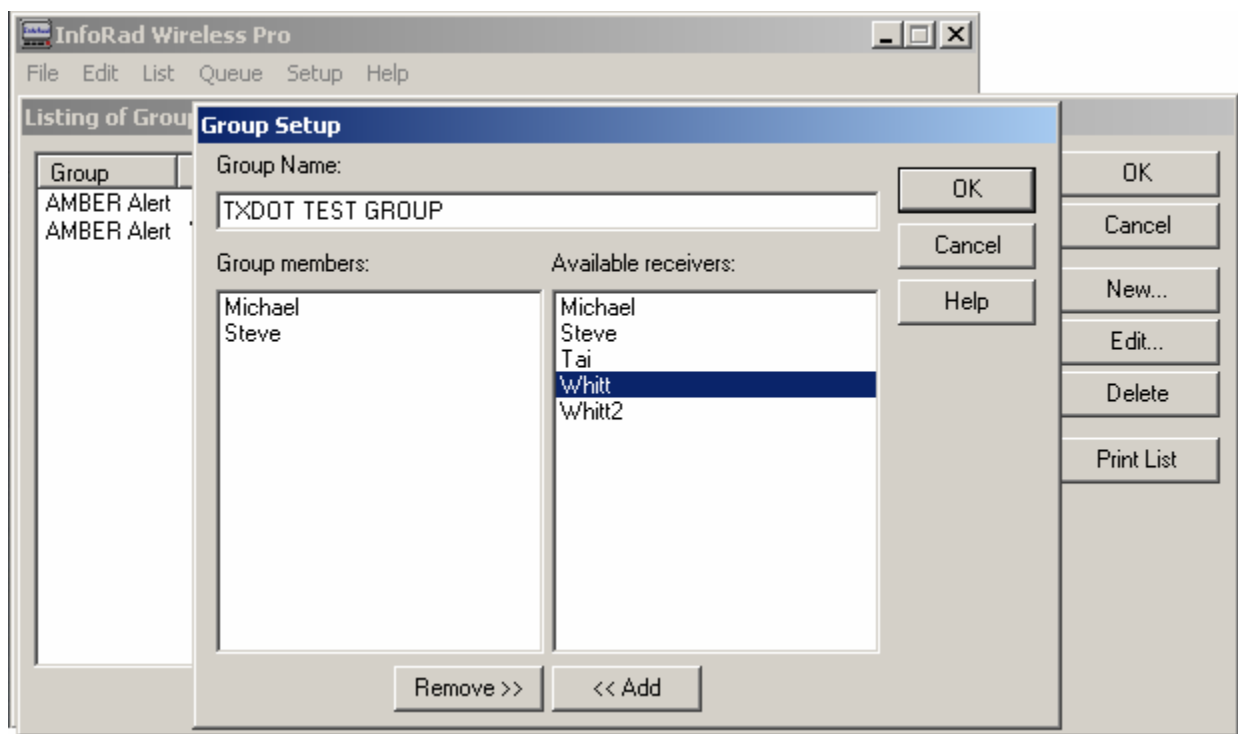 InfoRad Wireless Pro
File Edit List Queue Setup Help
Listing of
Group
AMBER Alert
AMBER Alert
OK
Cancel
New...
Edit...
Delete
Print List
Group Setup
Group Name:
TXDOT TEST GROUP
Group members:
Michael
Steve
Available receivers:
Michael
Steve
Tai
Whitt
Whitt2
OK
Cancel
Help
Remove >>
<< Add